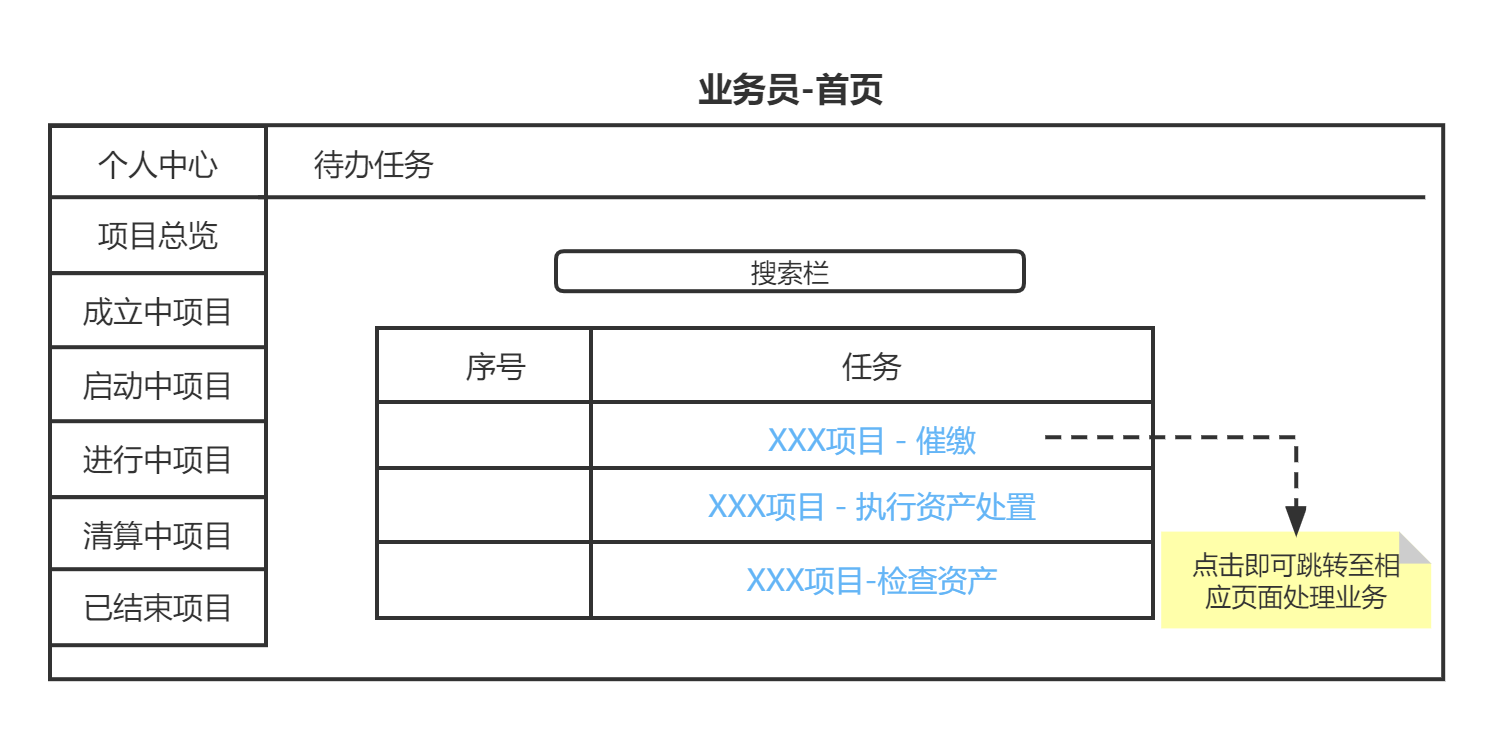 业务员-首页
个人中心
待办任务
项目总览
成立中项目
启动中项目
进行中项目
清算中项目
已结束项目
搜索栏
序号
任务
XXX项目 - 催缴
XXX项目 - 执行资产处置
XXX项目-检查资产
点击即可跳转至相
应页面处理业务